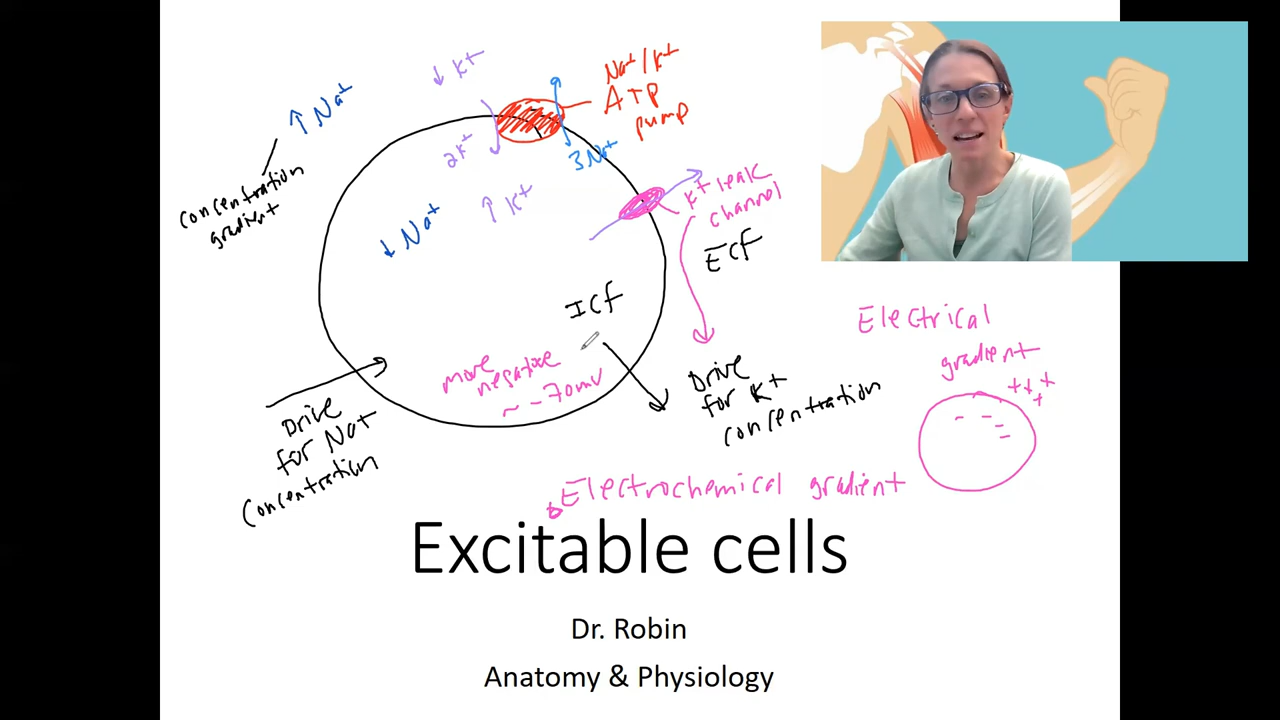 ↓ K+
Na+/K+
ATP
pump
↑ Na+
concentration
gradient
2K+
3Na+
K+ leak
channel
↑ K+
↓ Na+
ECF
ICF
Electrical
gradient
+++
+
- -
-
-
more
negative
~ -70mv
Drive
for Na+
concentration
Drive
for K+
concentration
Electrochemical gradient
Excitable cells
Dr. Robin
Anatomy & Physiology